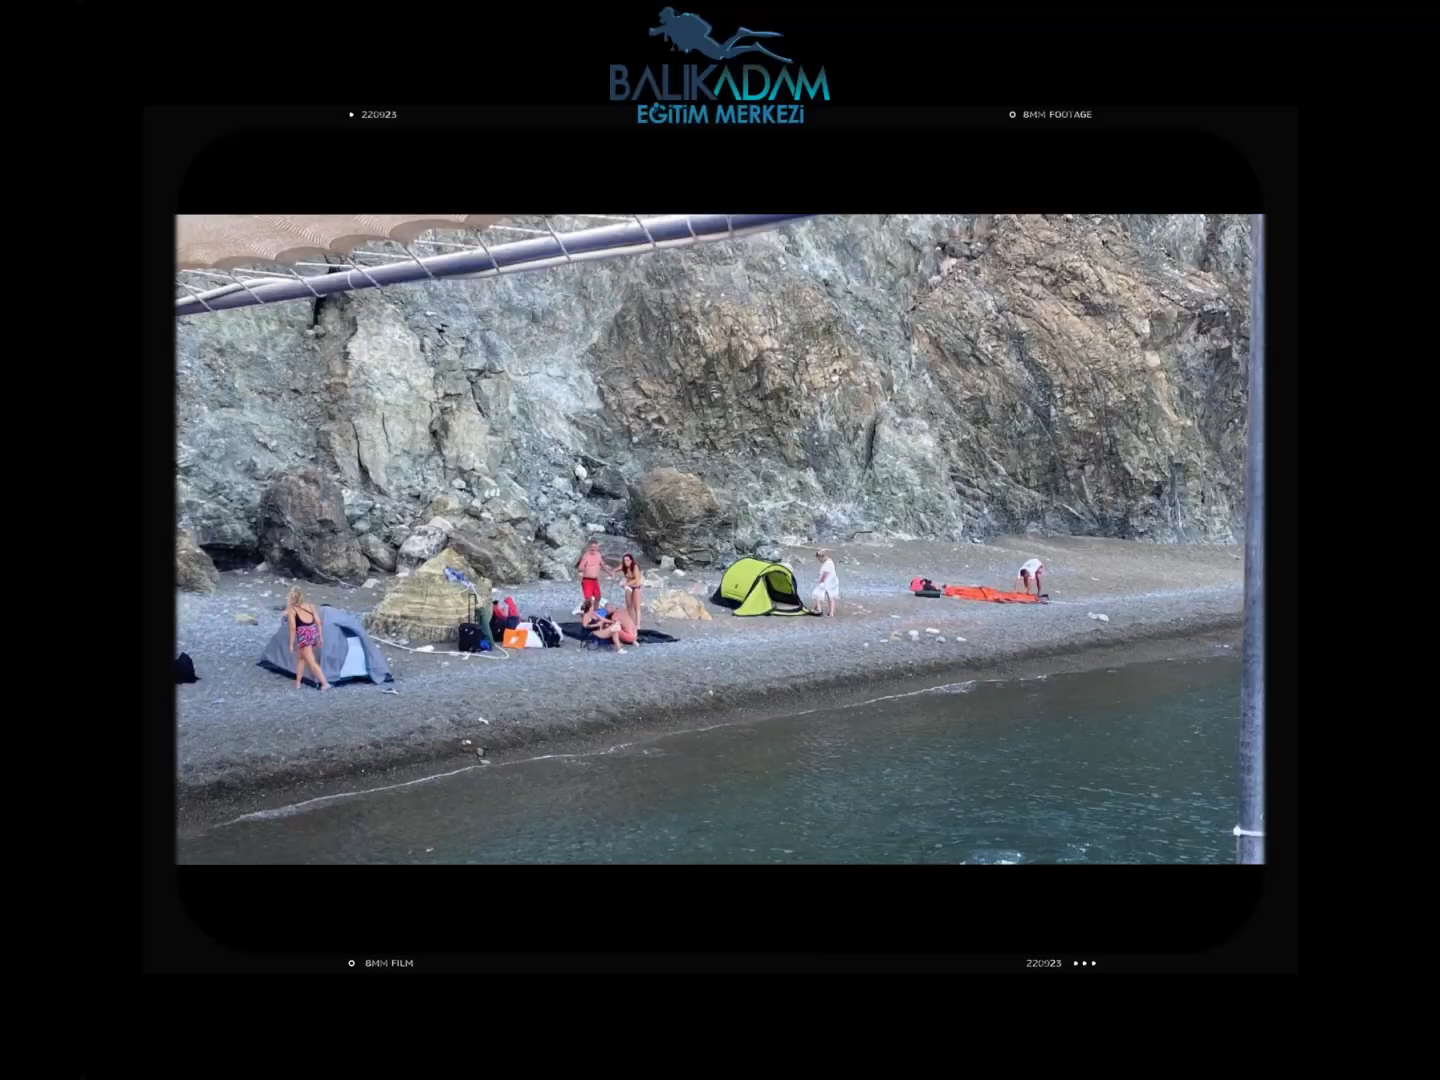 BALIKADAM
EĞİTİM MERKEZİ
220923
8MM FOOTAGE
8MM FILM
220923